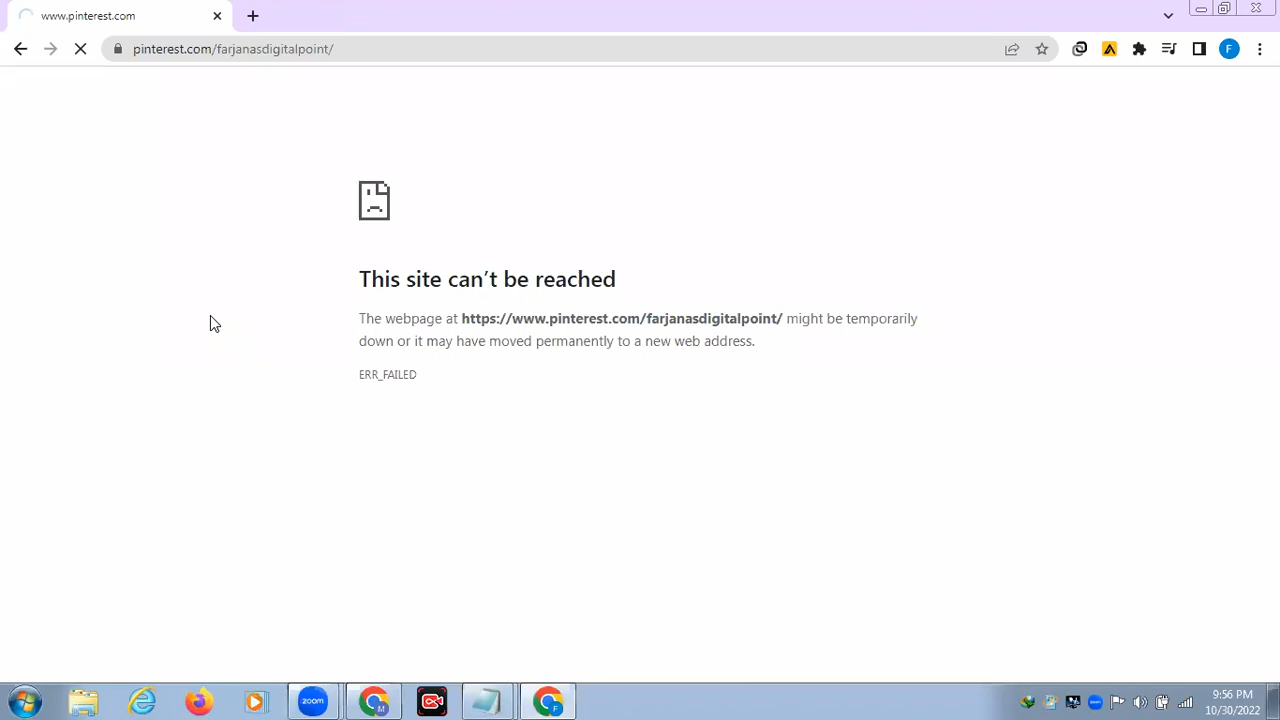 www.pinterest.com
pinterest.com/farjanasdigitalpoint/
F
This site can't be reached
The webpage at https://www.pinterest.com/farjanasdigitalpoint/ might be temporarily
down or it may have moved permanently to a new web address.
ERR_FAILED
zoom
M
F
zoom
9:56 PM
10/30/2022